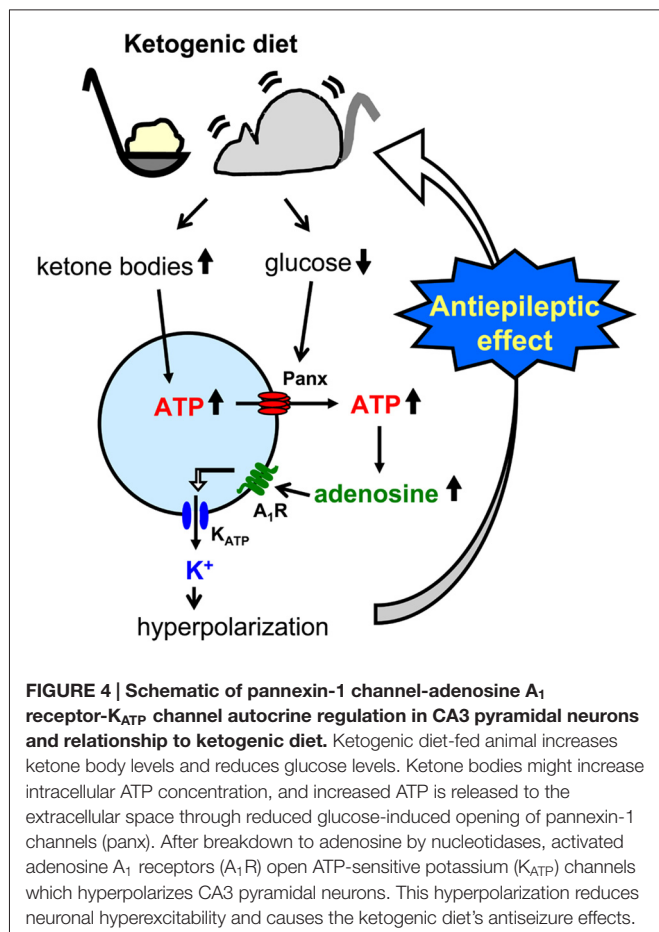 Ketogenic diet
ketone bodies ↑ glucose ↓
Antiepileptic
effect
Panx
ATP ↑ ATP ↑
adenosine ↑
A₁R
K_ATP
K⁺
hyperpolarization
FIGURE 4 | Schematic of pannexin-1 channel-adenosine A₁
receptor-K_ATP channel autocrine regulation in CA3 pyramidal neurons
and relationship to ketogenic diet. Ketogenic diet-fed animal increases
ketone body levels and reduces glucose levels. Ketone bodies might increase
intracellular ATP concentration, and increased ATP is released to the
extracellular space through reduced glucose-induced opening of pannexin-1
channels (panx). After breakdown to adenosine by nucleotidases, activated
adenosine A₁ receptors (A₁R) open ATP-sensitive potassium (K_ATP) channels
which hyperpolarizes CA3 pyramidal neurons. This hyperpolarization reduces
neuronal hyperexcitability and causes the ketogenic diet's antiseizure effects.